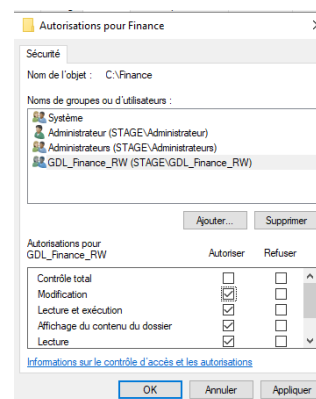 Autorisations pour Finance
Sécurité
Nom de l'objet : C:\Finance
Noms de groupes ou d'utilisateurs :
Système
Administrateur (STAGE\Administrateur)
Administrateurs (STAGE\Administrateurs)
GDL_Finance_RW (STAGE\GDL_Finance_RW)
Ajouter... Supprimer
Autorisations pour
GDL_Finance_RW Autoriser Refuser
Contrôle total
Modification
Lecture et exécution
Affichage du contenu du dossier
Lecture
Informations sur le contrôle d'accès et les autorisations
OK Annuler Appliquer